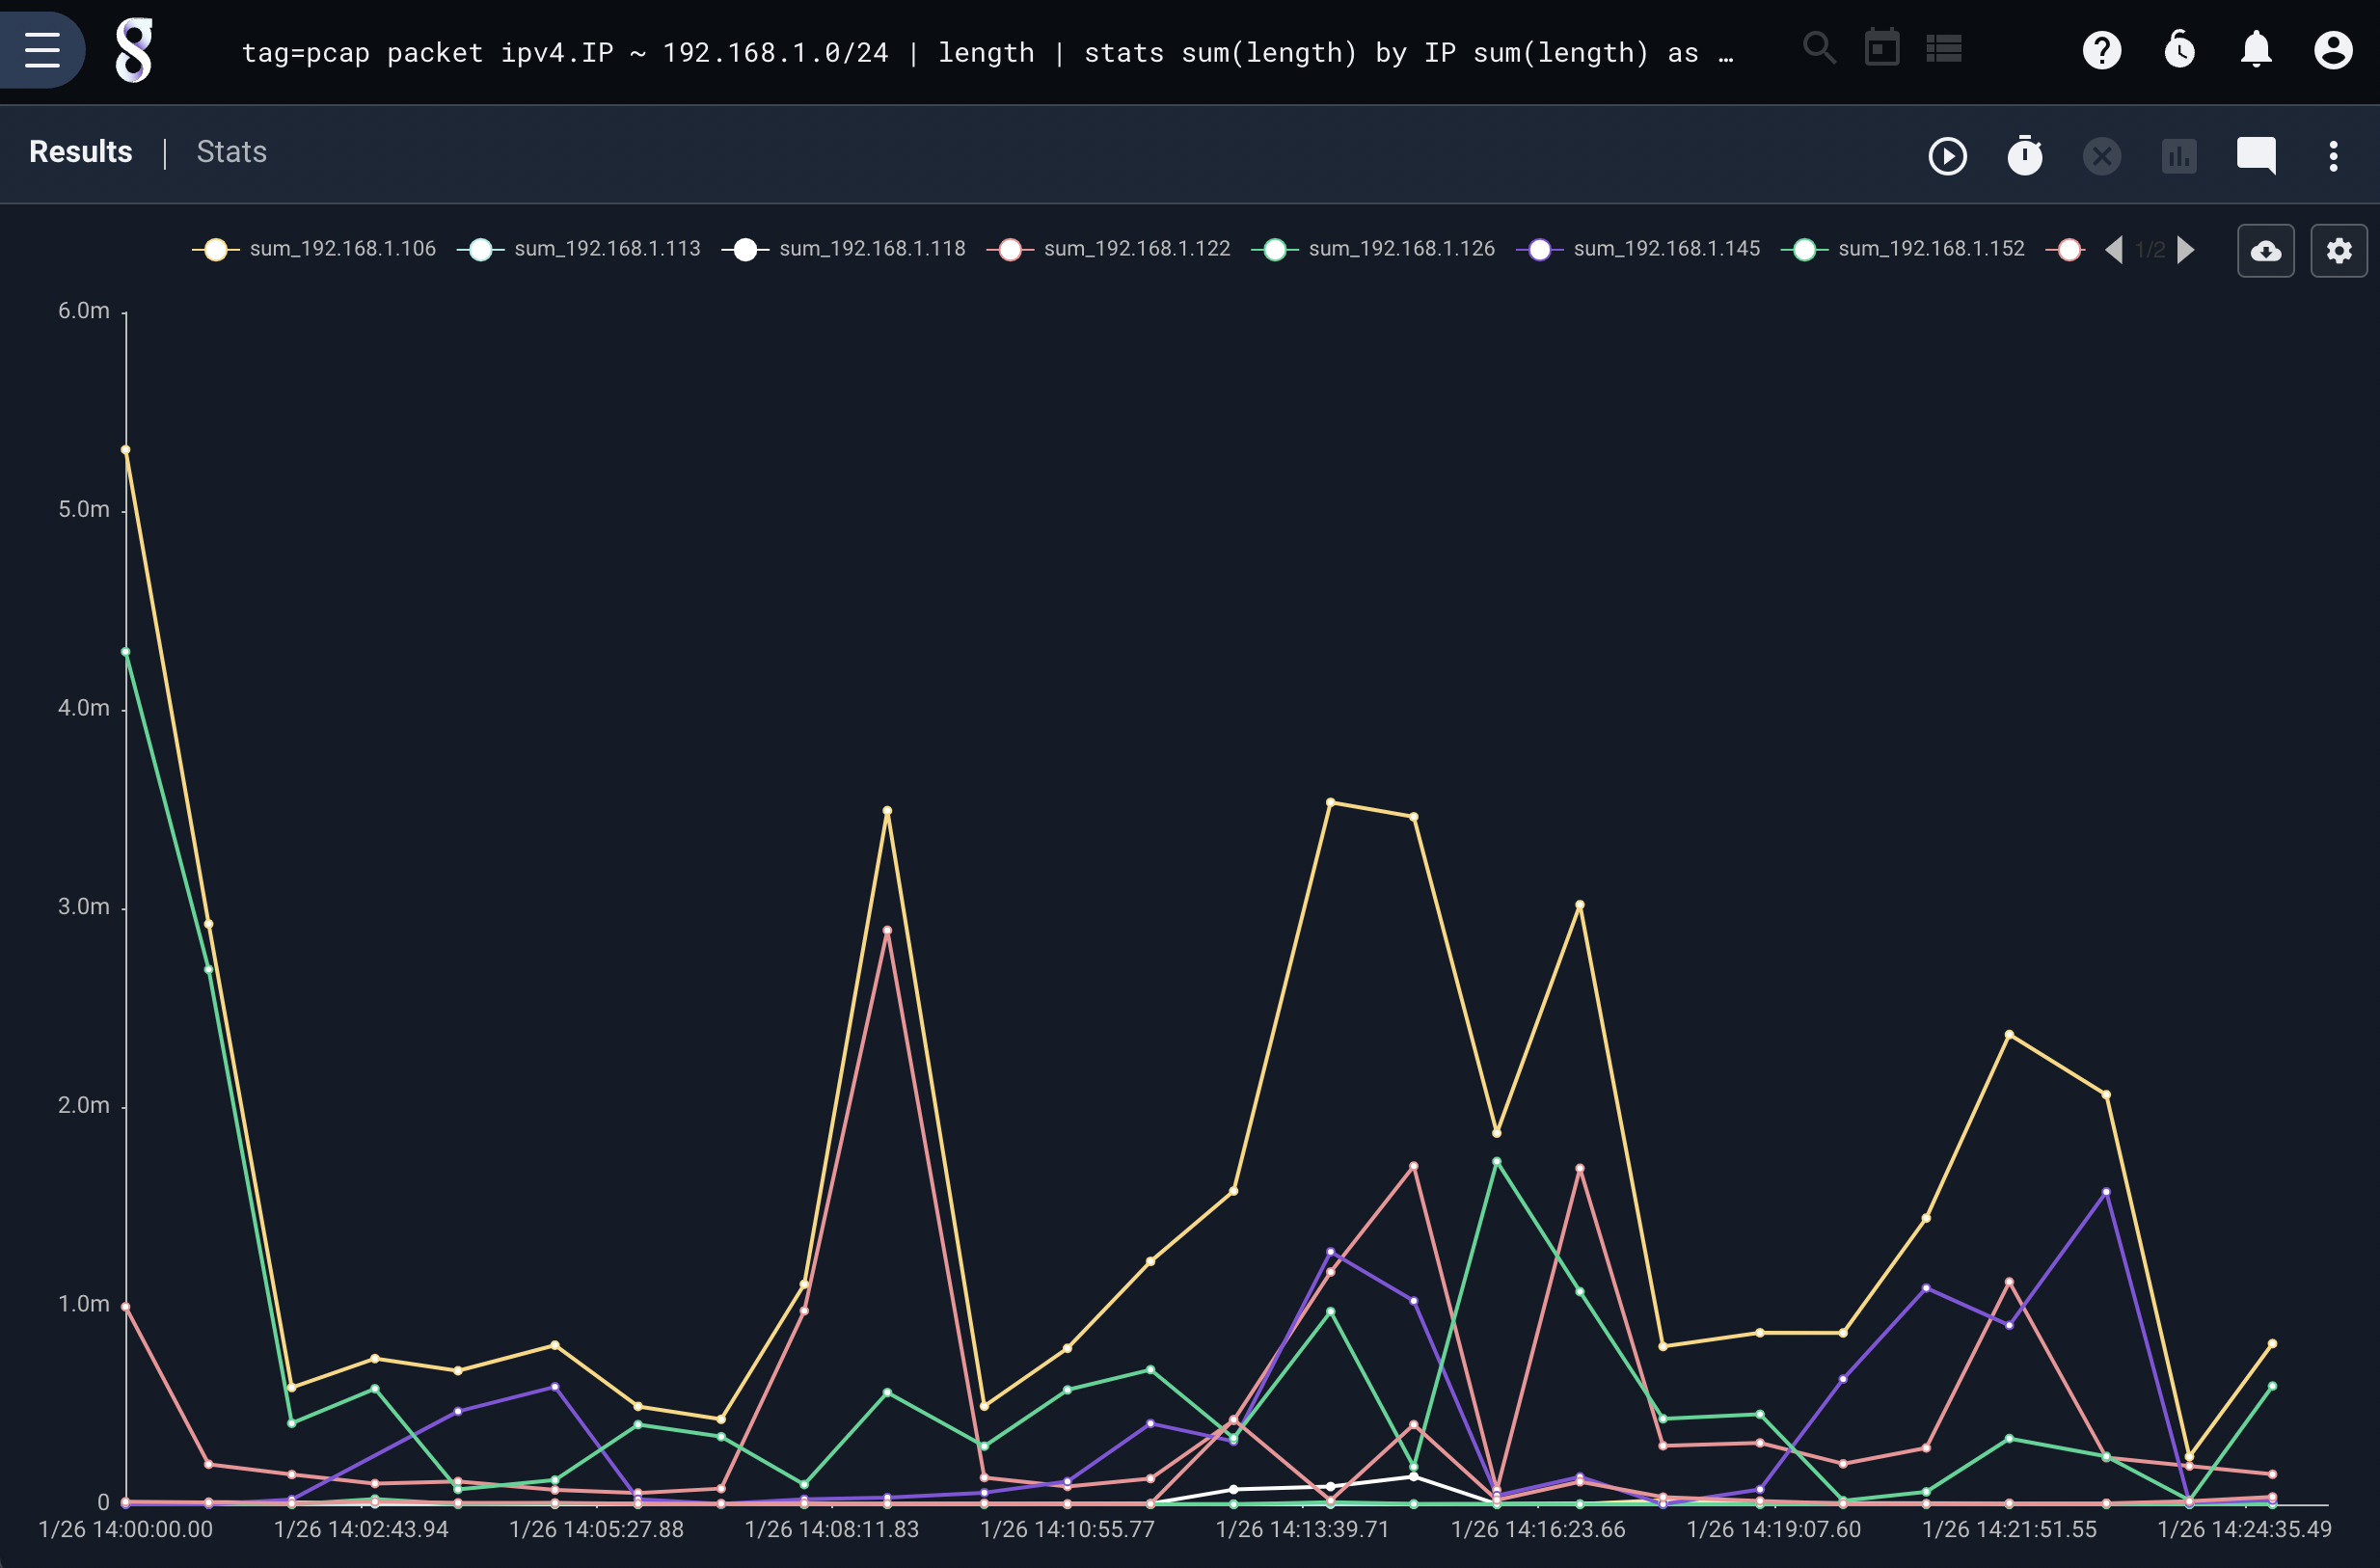 tag=pcap packet ipv4.IP ~ 192.168.1.0/24 | length | stats sum(length) by IP sum(length) as …
Results | Stats
sum_192.168.1.106 sum_192.168.1.113 sum_192.168.1.118 sum_192.168.1.122 sum_192.168.1.126 sum_192.168.1.145 sum_192.168.1.152 1/2
6.0m
5.0m
4.0m
3.0m
2.0m
1.0m
0
1/26 14:00:00.00 1/26 14:02:43.94 1/26 14:05:27.88 1/26 14:08:11.83 1/26 14:10:55.77 1/26 14:13:39.71 1/26 14:16:23.66 1/26 14:19:07.60 1/26 14:21:51.55 1/26 14:24:35.49